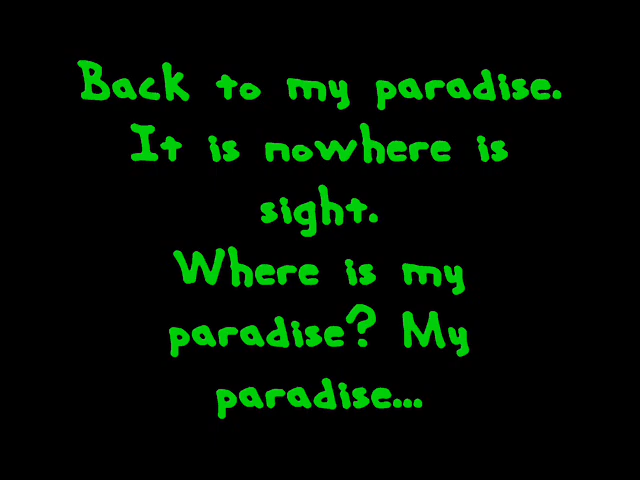 Back to my paradise.
It is nowhere is
sight.
Where is my
paradise? My
paradise...